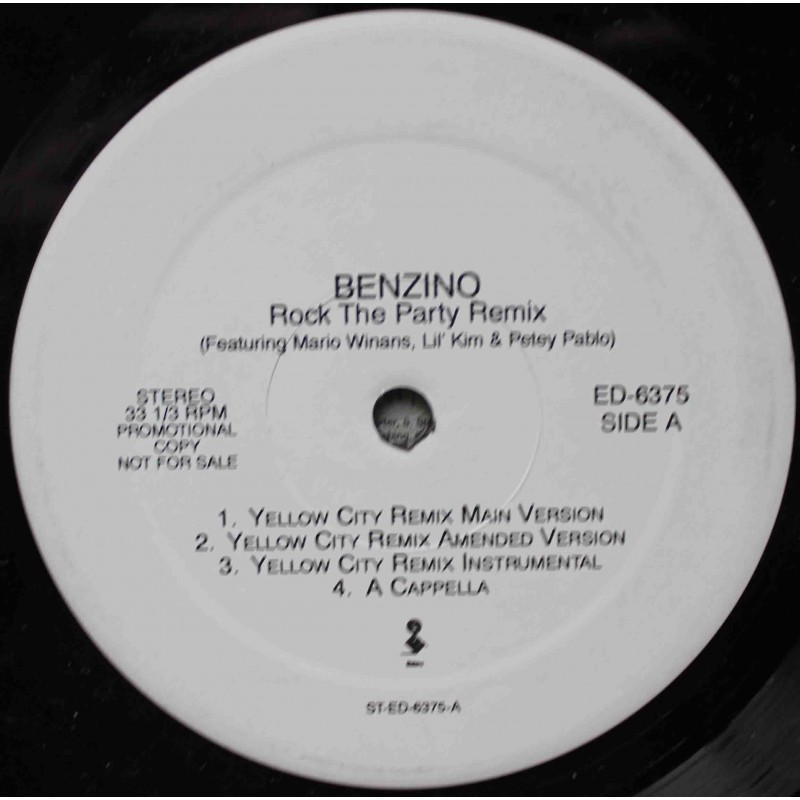 BENZINO
Rock The Party Remix
(Featuring Mario Winans, Lil' Kim & Petey Pablo)
STEREO
33 1/3 RPM
PROMOTIONAL
COPY
NOT FOR SALE
ED-6375
SIDE A
1. YELLOW CITY REMIX MAIN VERSION
2. YELLOW CITY REMIX AMENDED VERSION
3. YELLOW CITY REMIX INSTRUMENTAL
4. A CAPPELLA
ST-ED-6375-A